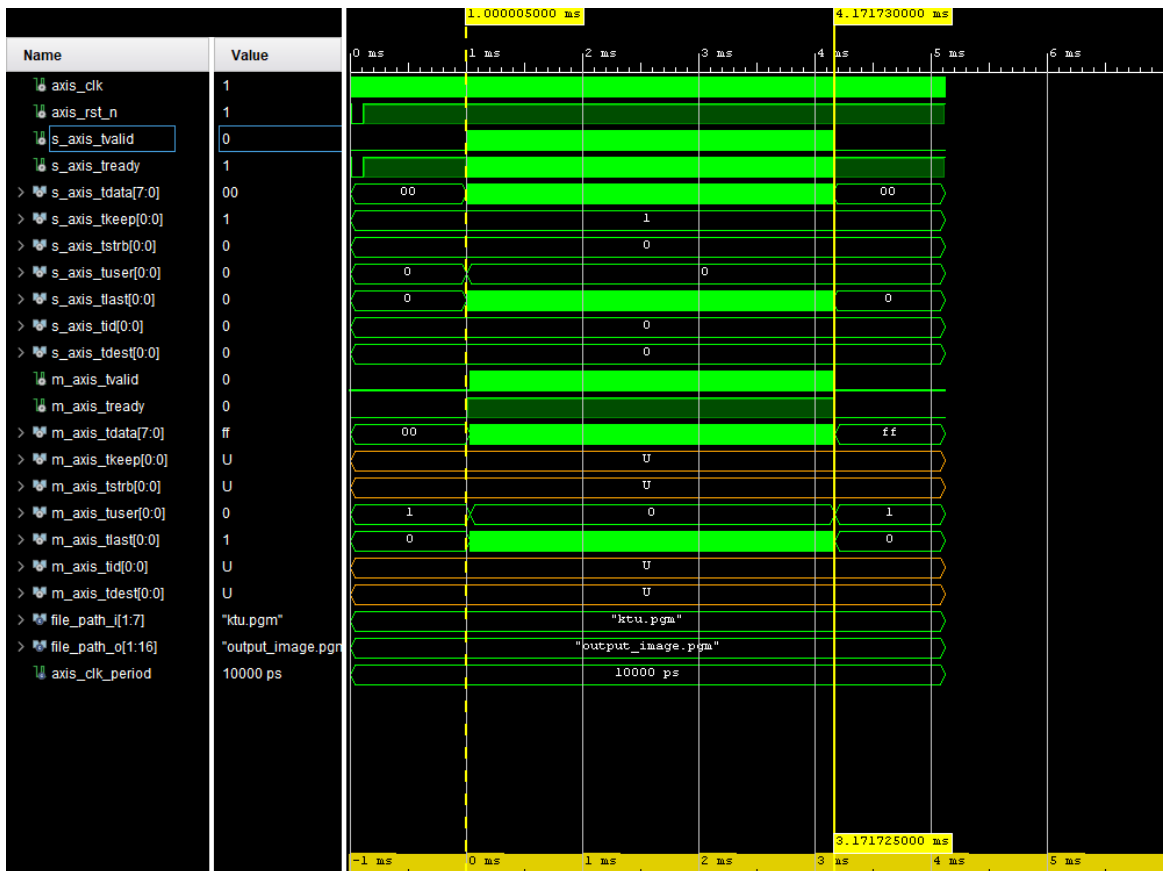 1.000005000 ms 4.171730000 ms
Name Value 0 ms 1 ms 2 ms 3 ms 4 ms 5 ms 6 ms
axis_clk 1
axis_rst_n 1
s_axis_tvalid 0
s_axis_tready 1
s_axis_tdata[7:0] 00 00 00
s_axis_tkeep[0:0] 1 1
s_axis_tstrb[0:0] 0 0
s_axis_tuser[0:0] 0 0 0
s_axis_tlast[0:0] 0 0 0
s_axis_tid[0:0] 0 0
s_axis_tdest[0:0] 0 0
m_axis_tvalid 0
m_axis_tready 0
m_axis_tdata[7:0] ff 00 ff
m_axis_tkeep[0:0] U U
m_axis_tstrb[0:0] U U
m_axis_tuser[0:0] 0 1 0 1
m_axis_tlast[0:0] 1 0 0
m_axis_tid[0:0] U U
m_axis_tdest[0:0] U U
file_path_i[1:7] "ktu.pgm" "ktu.pgm"
file_path_o[1:16] "output_image.pgm "output_image.pgm"
axis_clk_period 10000 ps 10000 ps
3.171725000 ms
-1 ms 0 ms 1 ms 2 ms 3 ms 4 ms 5 ms